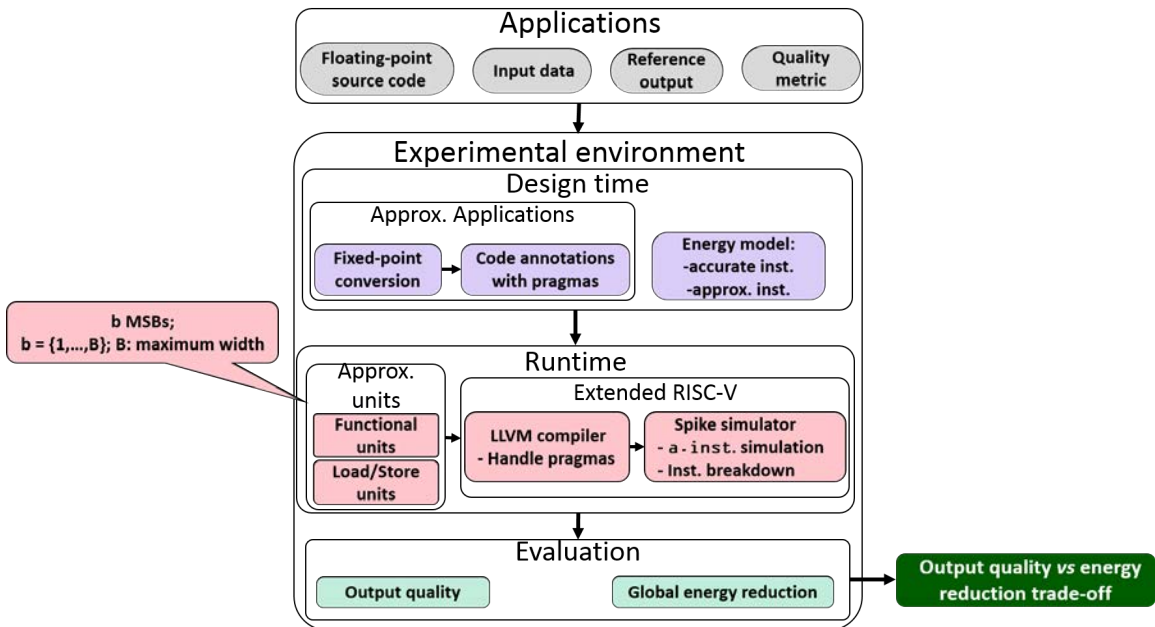 Applications
Floating-point
source code
Input data
Reference
output
Quality
metric
Experimental environment
Design time
Approx. Applications
Fixed-point
conversion
Code annotations
with pragmas
Energy model:
-accurate inst.
-approx. inst.
b MSBs;
b = {1,...,B}; B: maximum width
Runtime
Approx.
units
Functional
units
Load/Store
units
Extended RISC-V
LLVM compiler
- Handle pragmas
Spike simulator
- a.inst. simulation
- Inst. breakdown
Evaluation
Output quality
Global energy reduction
Output quality vs energy
reduction trade-off